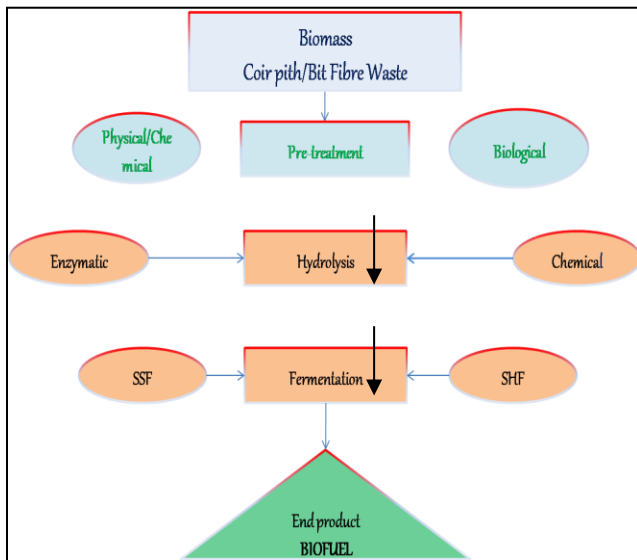 Biomass
Coir pith/Bit Fibre Waste
Physical/Che
mical
Pre-treatment
Biological
Enzymatic
Hydrolysis
Chemical
SSF
Fermentation
SHF
End product
BIOFUEL